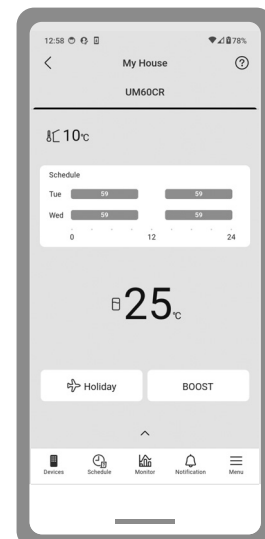 12:58 78%
My House
UM60CR
10℃
Schedule
Tue 59 59
Wed 59 59
0 12 24
25℃
Holiday BOOST
Devices Schedule Monitor Notification Menu